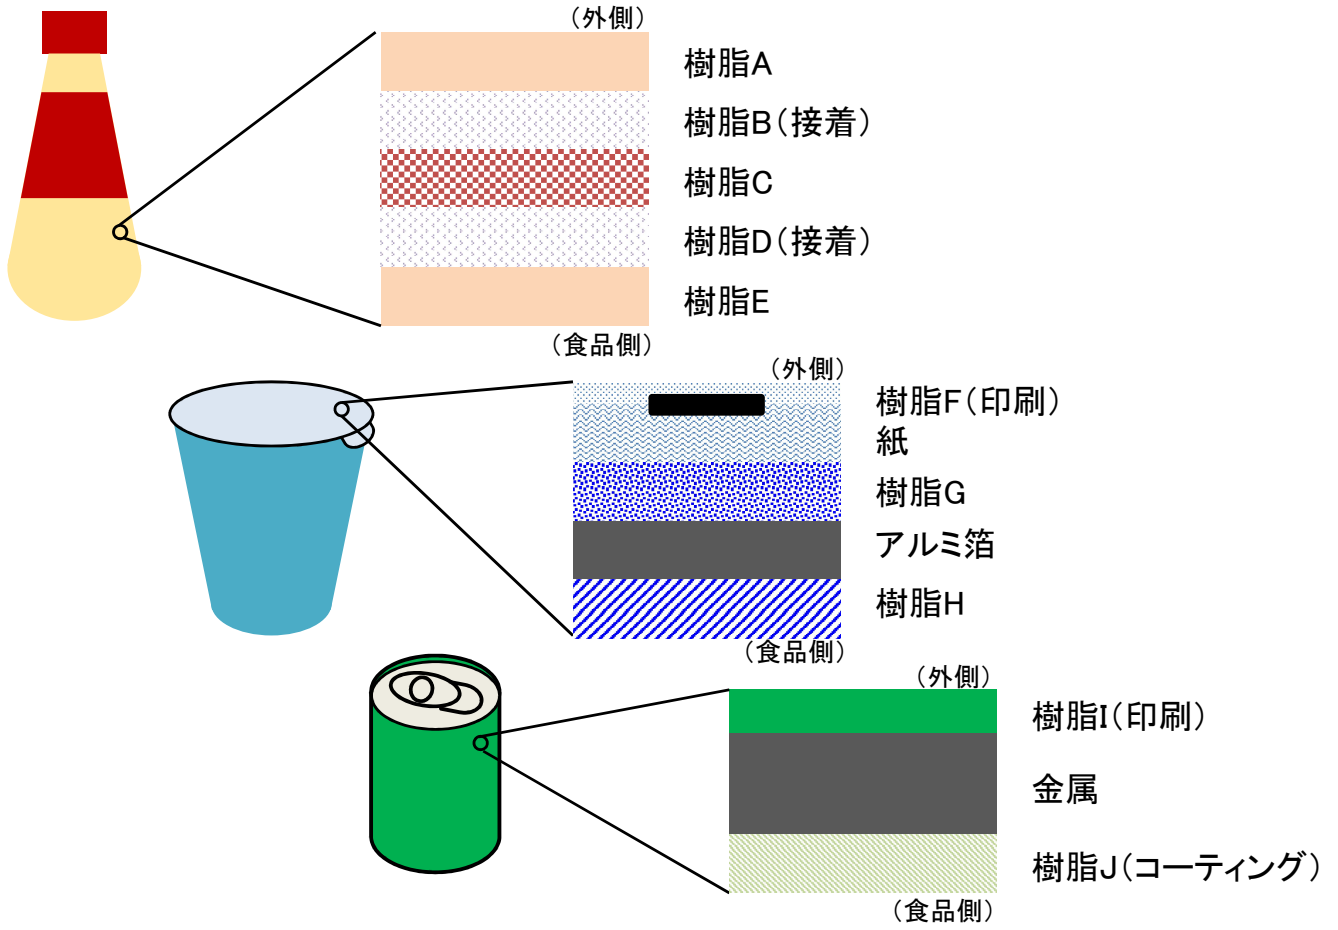 （外側）
樹脂A
樹脂B（接着）
樹脂C
樹脂D（接着）
樹脂E
（食品側）
（外側）
樹脂F（印刷）
紙
樹脂G
アルミ箔
樹脂H
（食品側）
（外側）
樹脂I（印刷）
金属
樹脂J（コーティング）
（食品側）